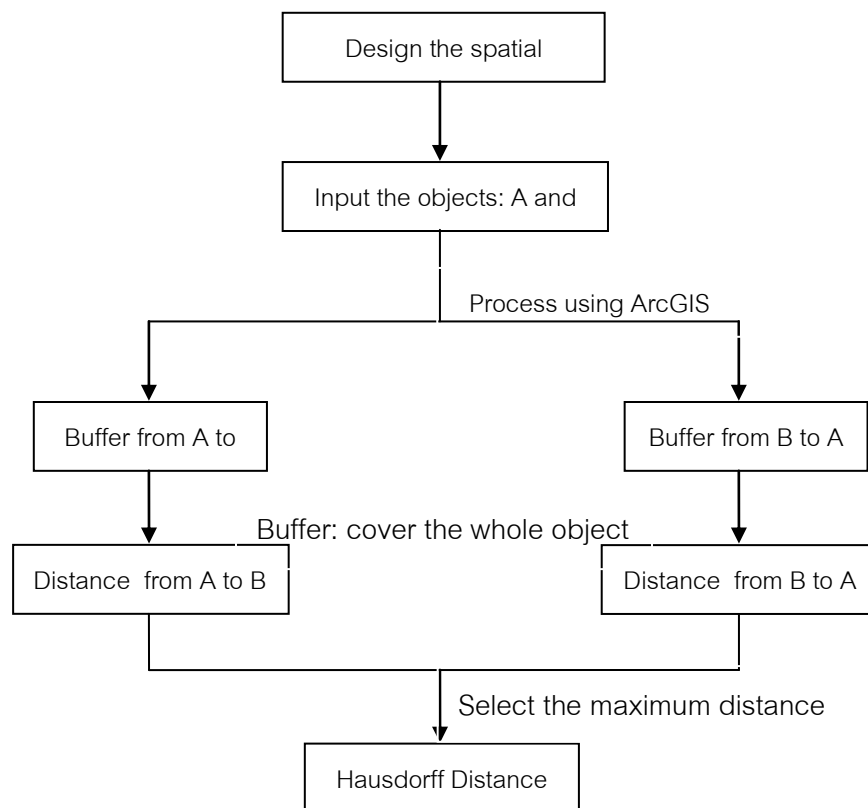 Design the spatial
Input the objects: A and
Process using ArcGIS
Buffer from A to
Buffer from B to A
Buffer: cover the whole object
Distance from A to B
Distance from B to A
Select the maximum distance
Hausdorff Distance